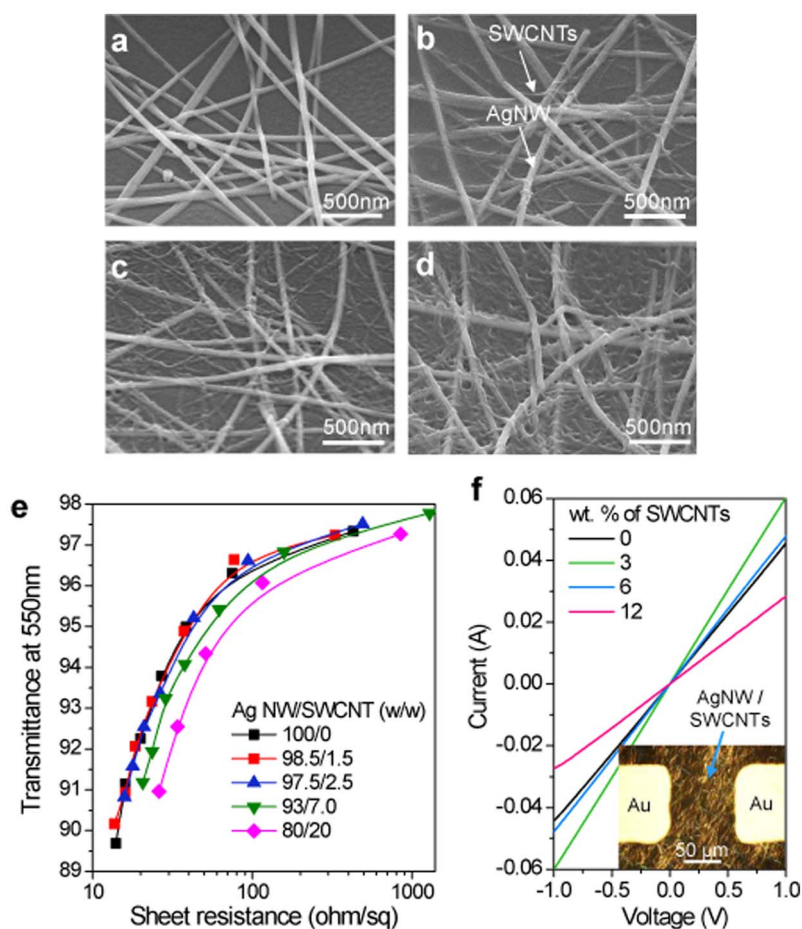 a
b
SWCNTs
AgNW
500nm
500nm
c
d
500nm
500nm
e
Transmittance at 550nm
98
97
96
95
94
93
92
91
90
89
Ag NW/SWCNT (w/w)
100/0
98.5/1.5
97.5/2.5
93/7.0
80/20
10
100
1000
Sheet resistance (ohm/sq)
f
Current (A)
0.06
0.04
0.02
0.00
-0.02
-0.04
-0.06
wt. % of SWCNTs
0
3
6
12
AgNW /
SWCNTs
Au
Au
50 µm
-1.0
-0.5
0.0
0.5
1.0
Voltage (V)